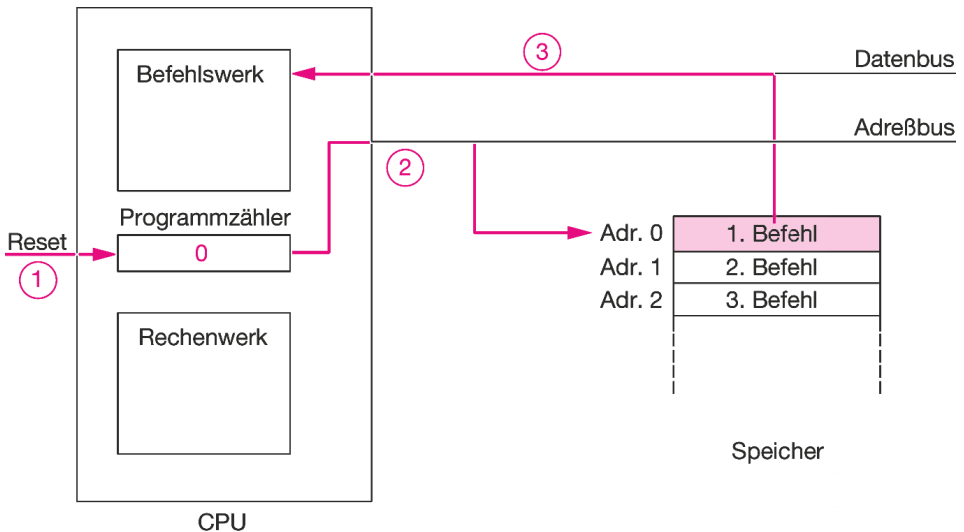 3
Datenbus
Befehlswerk
Adreßbus
2
Programmzähler
Reset
0
1
Adr. 0 1. Befehl
Adr. 1 2. Befehl
Adr. 2 3. Befehl
Rechenwerk
Speicher
CPU